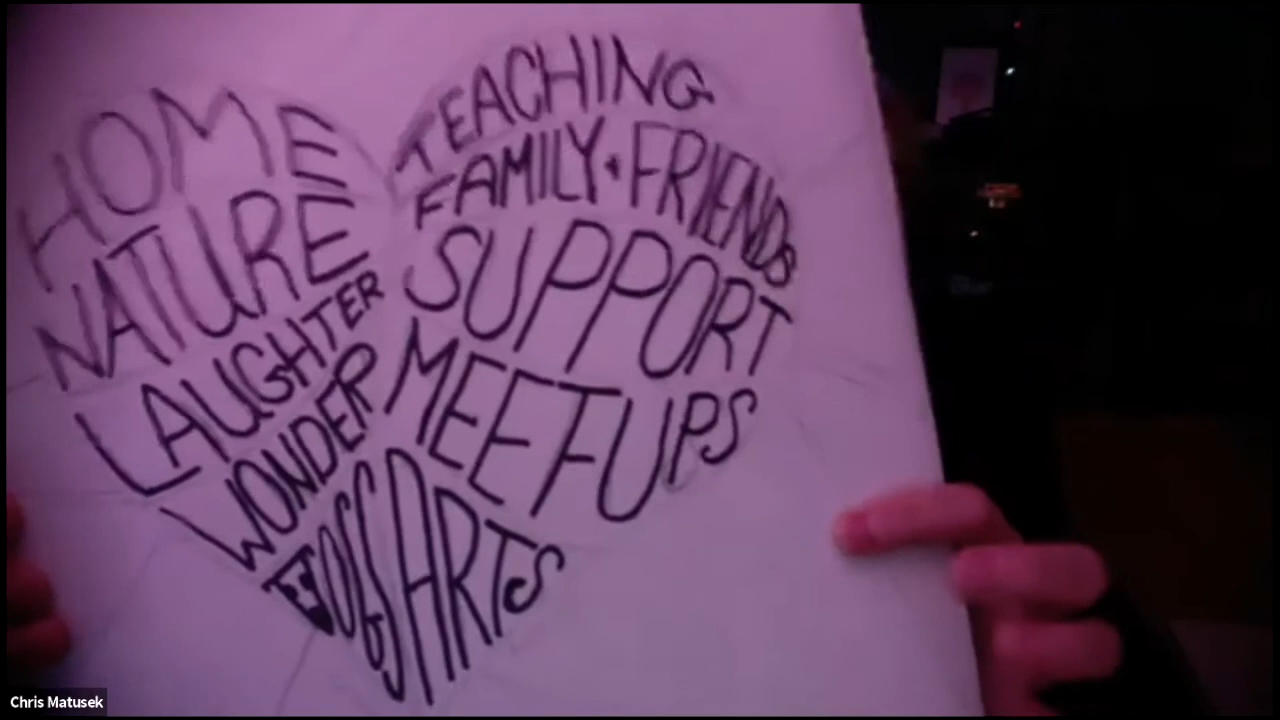 HOME
NATURE
LAUGHTER
WONDER
DOGS
TEACHING
FAMILY + FRIENDS
SUPPORT
MEETUPS
ARTS
Chris Matusek